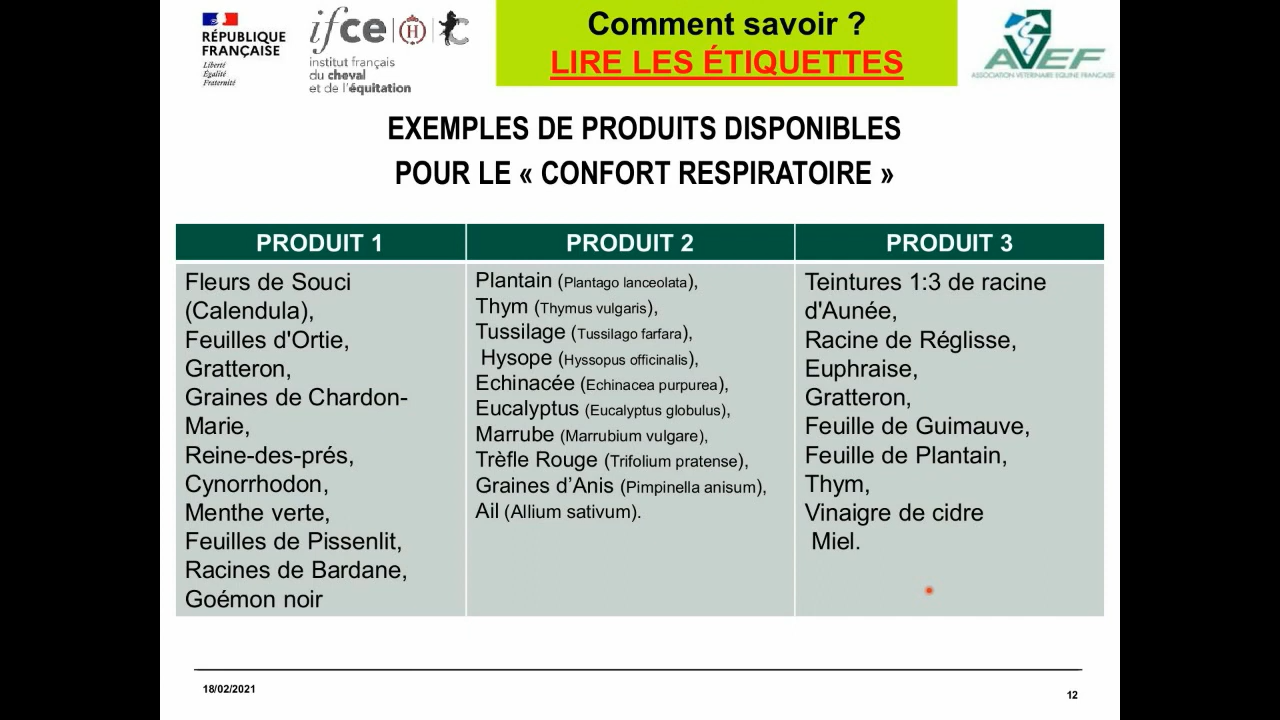 RÉPUBLIQUE
FRANÇAISE
Liberté
Égalité
Fraternité
ifce
H
institut français
du cheval
et de l'équitation
Comment savoir ?
LIRE LES ÉTIQUETTES
AVEF
ASSOCIATION VÉTÉRINAIRE ÉQUINE FRANÇAISE
EXEMPLES DE PRODUITS DISPONIBLES
POUR LE « CONFORT RESPIRATOIRE »
PRODUIT 1
Fleurs de Souci
(Calendula),
Feuilles d'Ortie,
Gratteron,
Graines de Chardon-
Marie,
Reine-des-prés,
Cynorrhodon,
Menthe verte,
Feuilles de Pissenlit,
Racines de Bardane,
Goémon noir
PRODUIT 2
Plantain (Plantago lanceolata),
Thym (Thymus vulgaris),
Tussilage (Tussilago farfara),
Hysope (Hyssopus officinalis),
Echinacée (Echinacea purpurea),
Eucalyptus (Eucalyptus globulus),
Marrube (Marrubium vulgare),
Trèfle Rouge (Trifolium pratense),
Graines d’Anis (Pimpinella anisum),
Ail (Allium sativum).
PRODUIT 3
Teintures 1:3 de racine
d'Aunée,
Racine de Réglisse,
Euphraise,
Gratteron,
Feuille de Guimauve,
Feuille de Plantain,
Thym,
Vinaigre de cidre
Miel.
18/02/2021
12